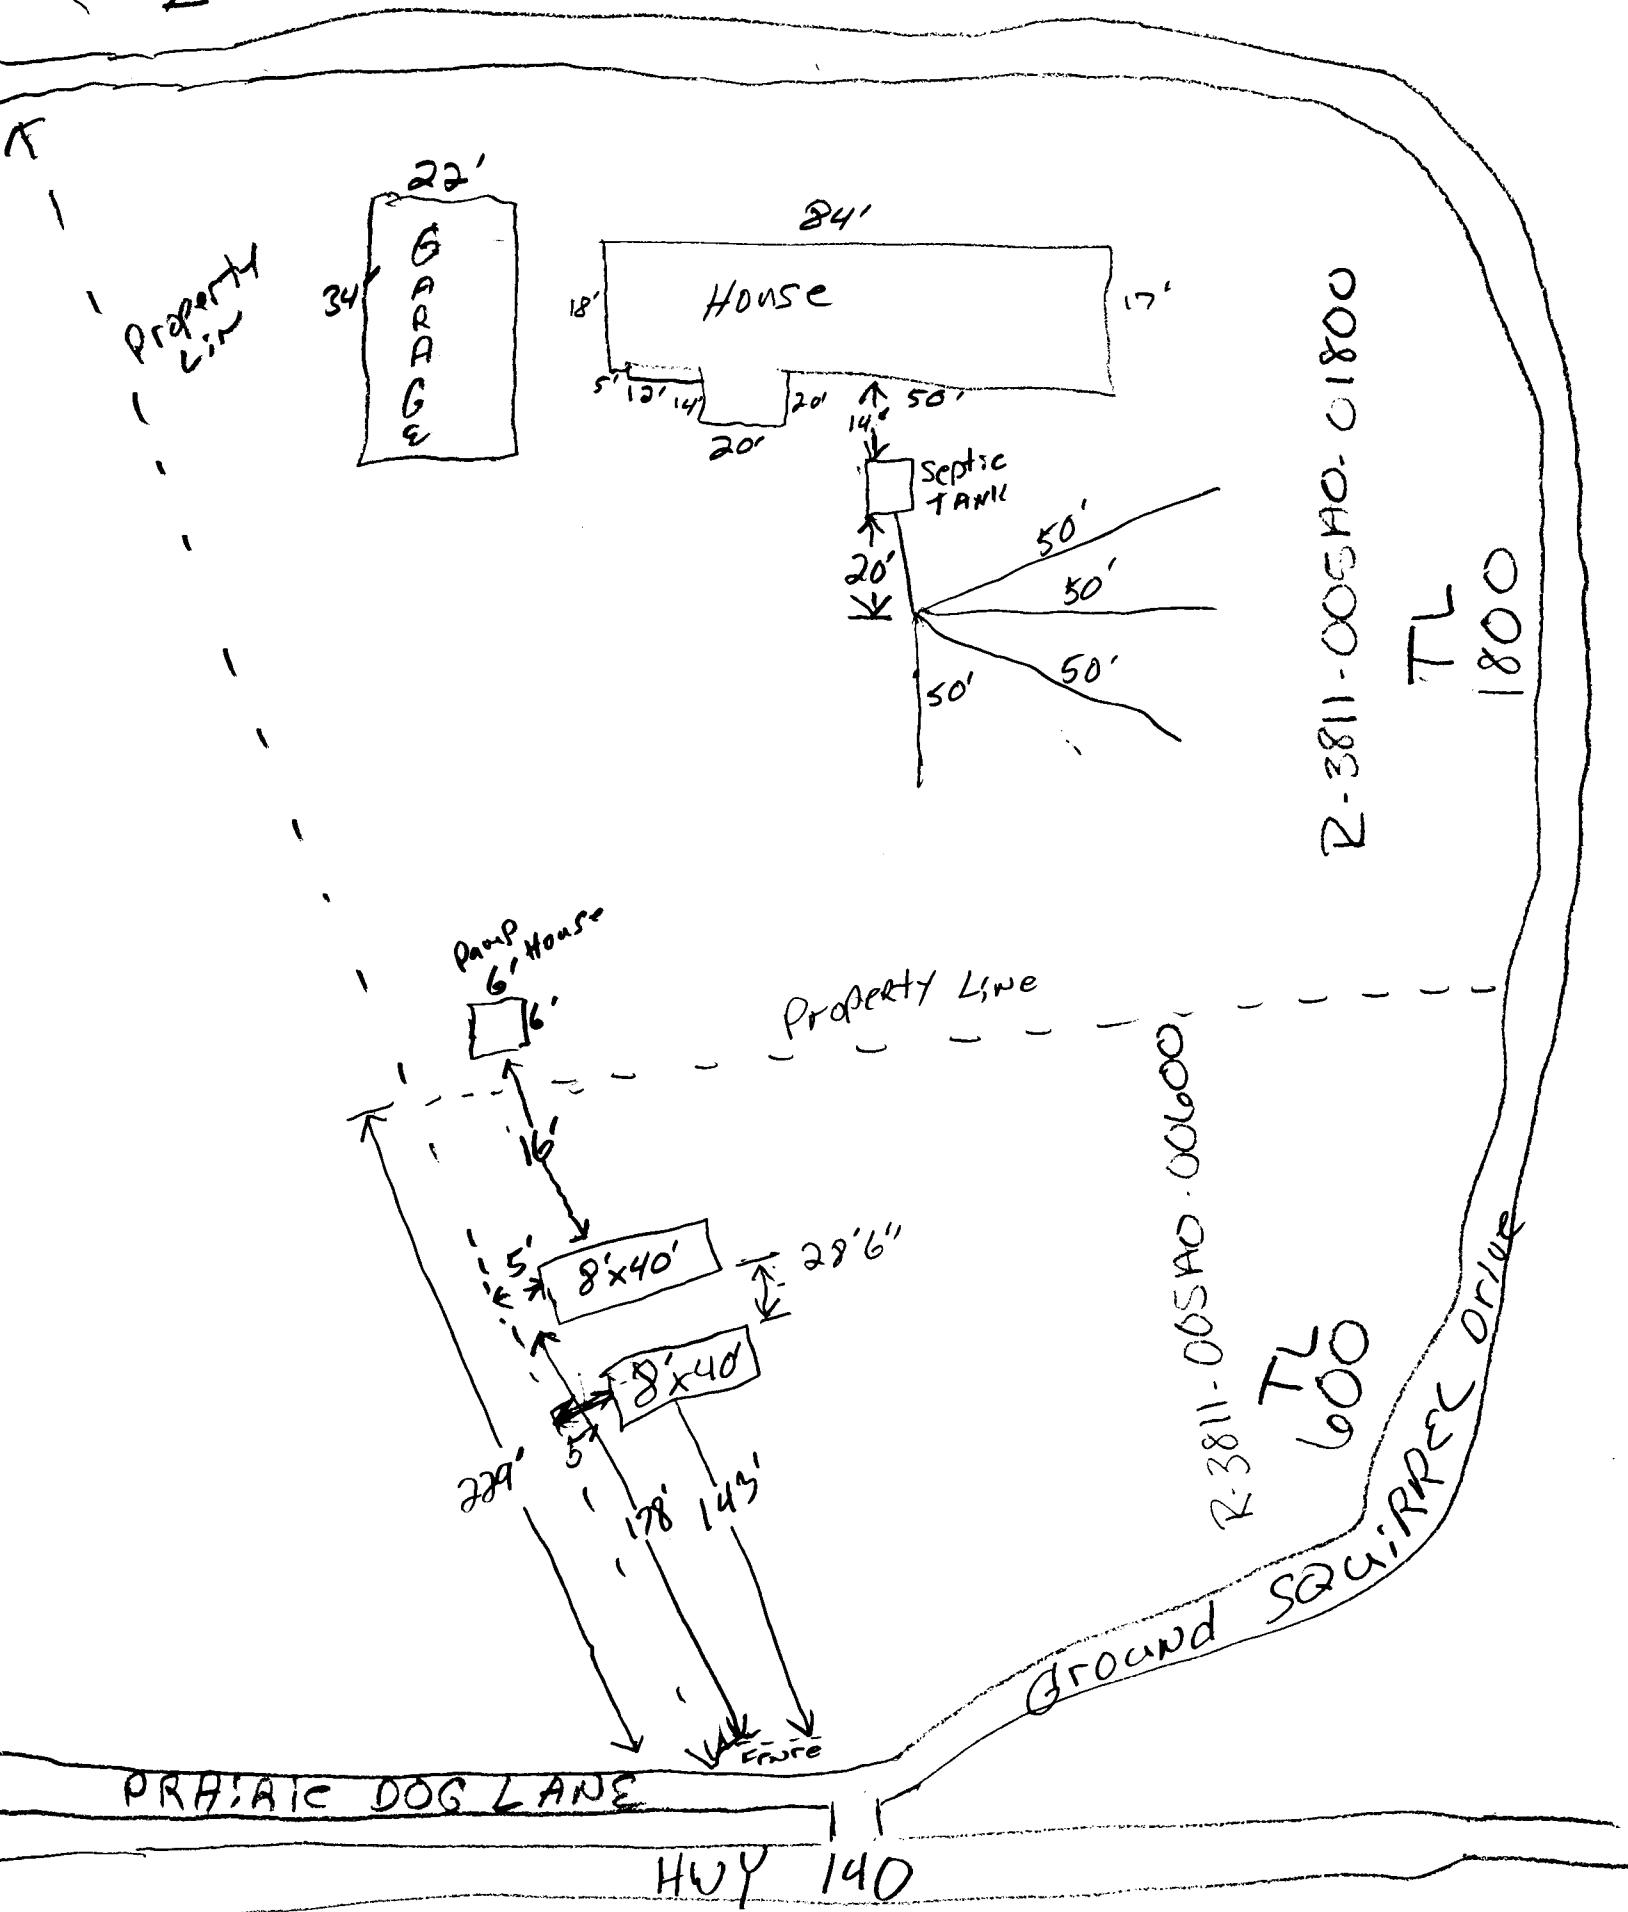 22'
GARAGE
34'
Property
Lin
84'
House
18'
17'
5'
12'
14'
20'
20'
50'
14'
Septic
TANK
20'
50'
50'
50'
50'
R-3811-005A0-01800
TL
1800
Pump House
6'
6'
Property Line
16'
5'
8'x40'
28'6"
8'x40'
5'
229'
178'
143'
R-3811-005A0-00600
TL
600
Ground SQUIRREL Drive
Fence
PRAIRIE DOG LANE
HWY 140